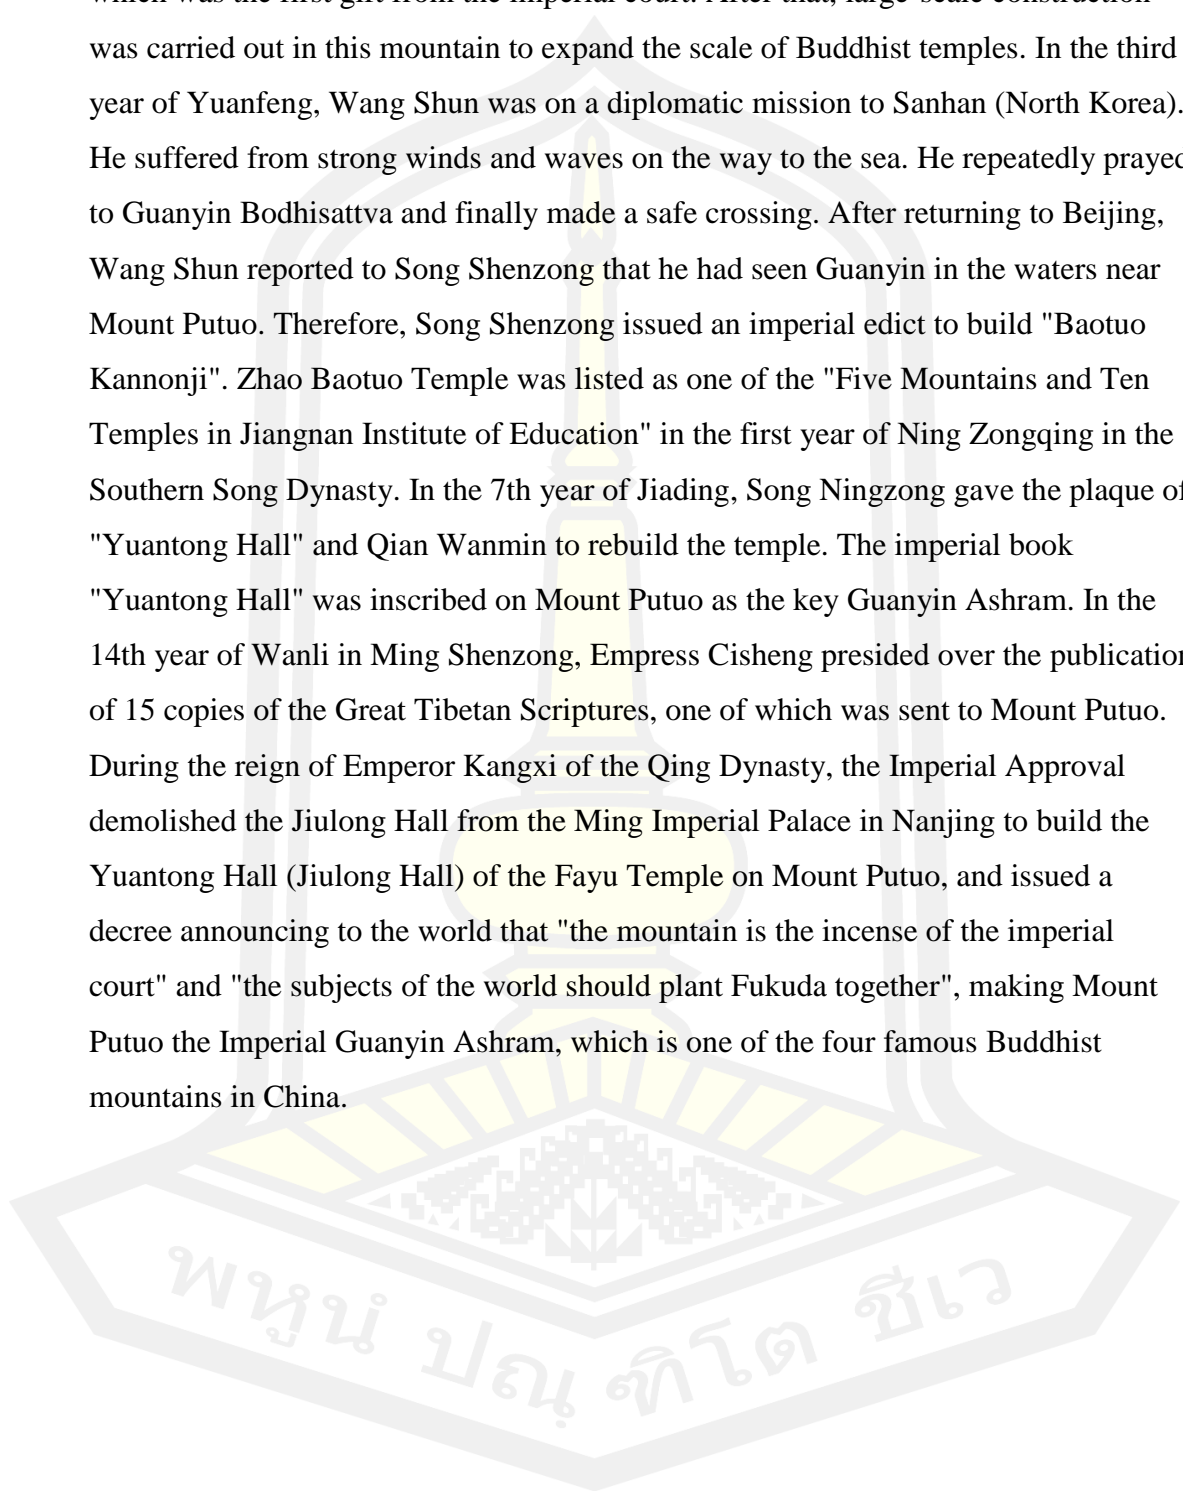 which was the first gift from the imperial court. After that, large-scale construction
was carried out in this mountain to expand the scale of Buddhist temples. In the third
year of Yuanfeng, Wang Shun was on a diplomatic mission to Sanhan (North Korea).
He suffered from strong winds and waves on the way to the sea. He repeatedly prayed
to Guanyin Bodhisattva and finally made a safe crossing. After returning to Beijing,
Wang Shun reported to Song Shenzong that he had seen Guanyin in the waters near
Mount Putuo. Therefore, Song Shenzong issued an imperial edict to build "Baotuo
Kannonji". Zhao Baotuo Temple was listed as one of the "Five Mountains and Ten
Temples in Jiangnan Institute of Education" in the first year of Ning Zongqing in the
Southern Song Dynasty. In the 7th year of Jiading, Song Ningzong gave the plaque of
"Yuantong Hall" and Qian Wanmin to rebuild the temple. The imperial book
"Yuantong Hall" was inscribed on Mount Putuo as the key Guanyin Ashram. In the
14th year of Wanli in Ming Shenzong, Empress Cisheng presided over the publication
of 15 copies of the Great Tibetan Scriptures, one of which was sent to Mount Putuo.
During the reign of Emperor Kangxi of the Qing Dynasty, the Imperial Approval
demolished the Jiulong Hall from the Ming Imperial Palace in Nanjing to build the
Yuantong Hall (Jiulong Hall) of the Fayu Temple on Mount Putuo, and issued a
decree announcing to the world that "the mountain is the incense of the imperial
court" and "the subjects of the world should plant Fukuda together", making Mount
Putuo the Imperial Guanyin Ashram, which is one of the four famous Buddhist
mountains in China.
พหูนํ ปณฺฑิโต ชีเว